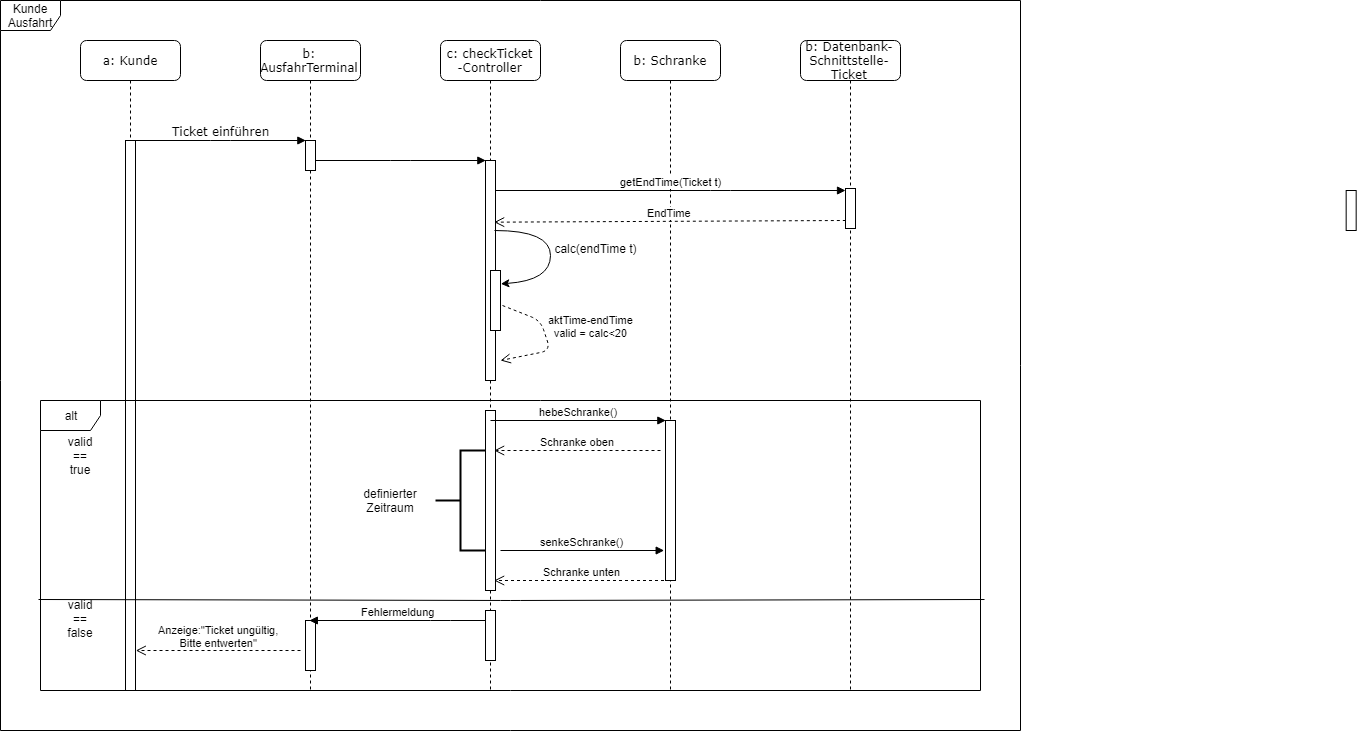 Kunde
Ausfahrt
a: Kunde
b:
AusfahrTerminal
c: checkTicket
-Controller
b: Schranke
b: Datenbank-
Schnittstelle-
Ticket
Ticket einführen
getEndTime(Ticket t)
EndTime
calc(endTime t)
aktTime-endTime
valid = calc<20
alt
valid
==
true
hebeSchranke()
Schranke oben
definierter
Zeitraum
senkeSchranke()
Schranke unten
valid
==
false
Fehlermeldung
Anzeige:"Ticket ungültig,
Bitte entwerten"